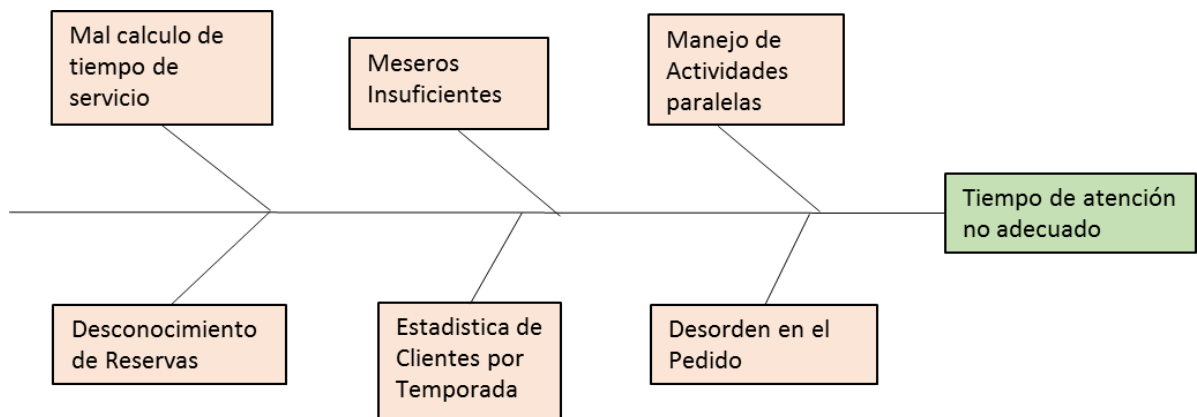 Mal calculo de
tiempo de
servicio
Meseros
Insuficientes
Manejo de
Actividades
paralelas
Tiempo de atención
no adecuado
Desconocimiento
de Reservas
Estadistica de
Clientes por
Temporada
Desorden en el
Pedido